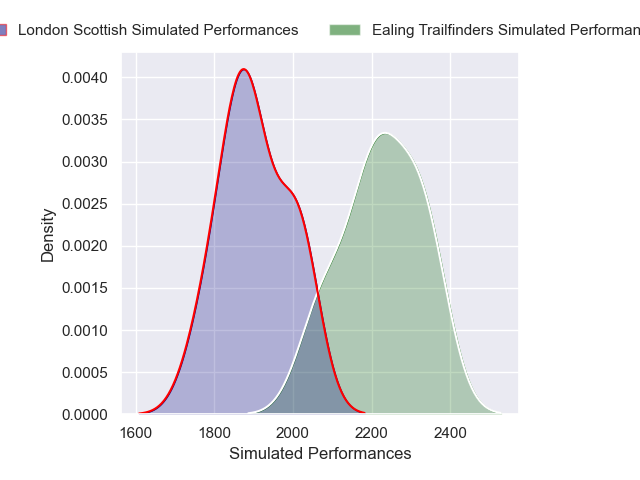 London Scottish Simulated Performances
Ealing Trailfinders Simulated Performan
0.0040
0.0035
0.0030
0.0025
0.0020
0.0015
0.0010
0.0005
0.0000
Density
1600 1800 2000 2200 2400
Simulated Performances